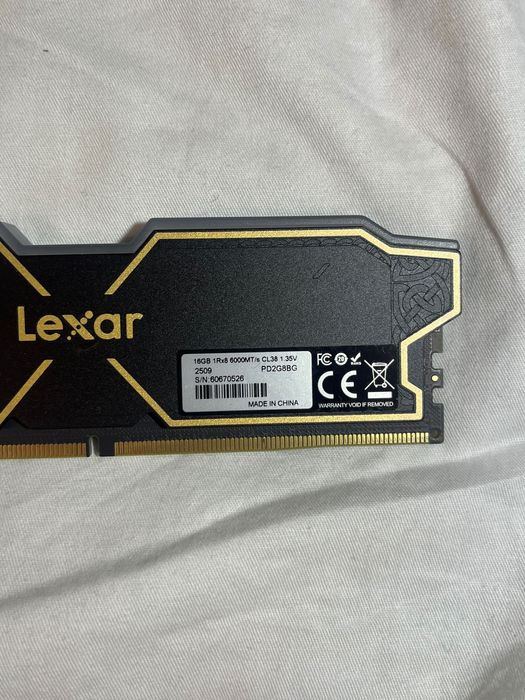 Lexar
16GB 1Rx8 6000MT/s CL38 1.35V
2509 PD2G8BG
S/N:60670526
MADE IN CHINA
FC
20
CE
WARRANTY VOID IF REMOVED